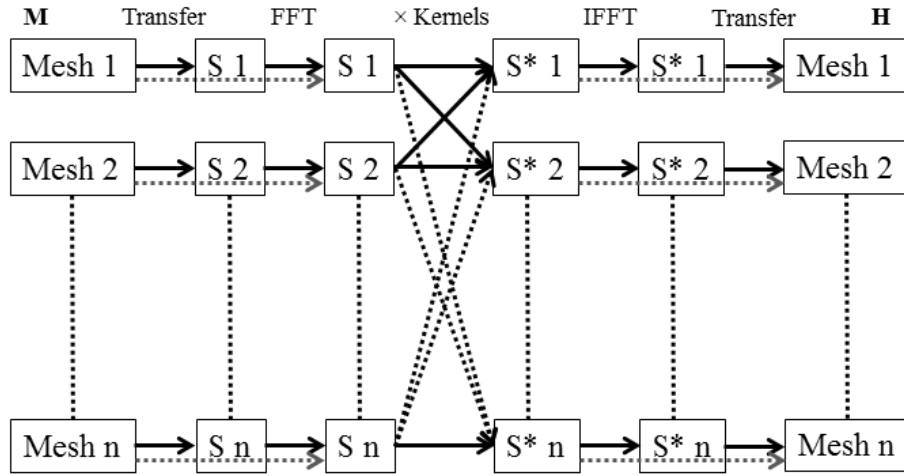 M Transfer FFT × Kernels IFFT Transfer H
Mesh 1 S 1 S 1 S* 1 S* 1 Mesh 1
Mesh 2 S 2 S 2 S* 2 S* 2 Mesh 2
Mesh n S n S n S* n S* n Mesh n